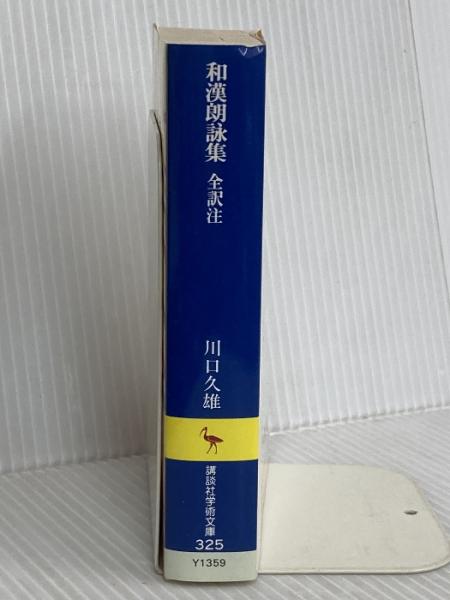 和漢朗詠集 全訳注
川口久雄
講談社学術文庫
325
Y1359